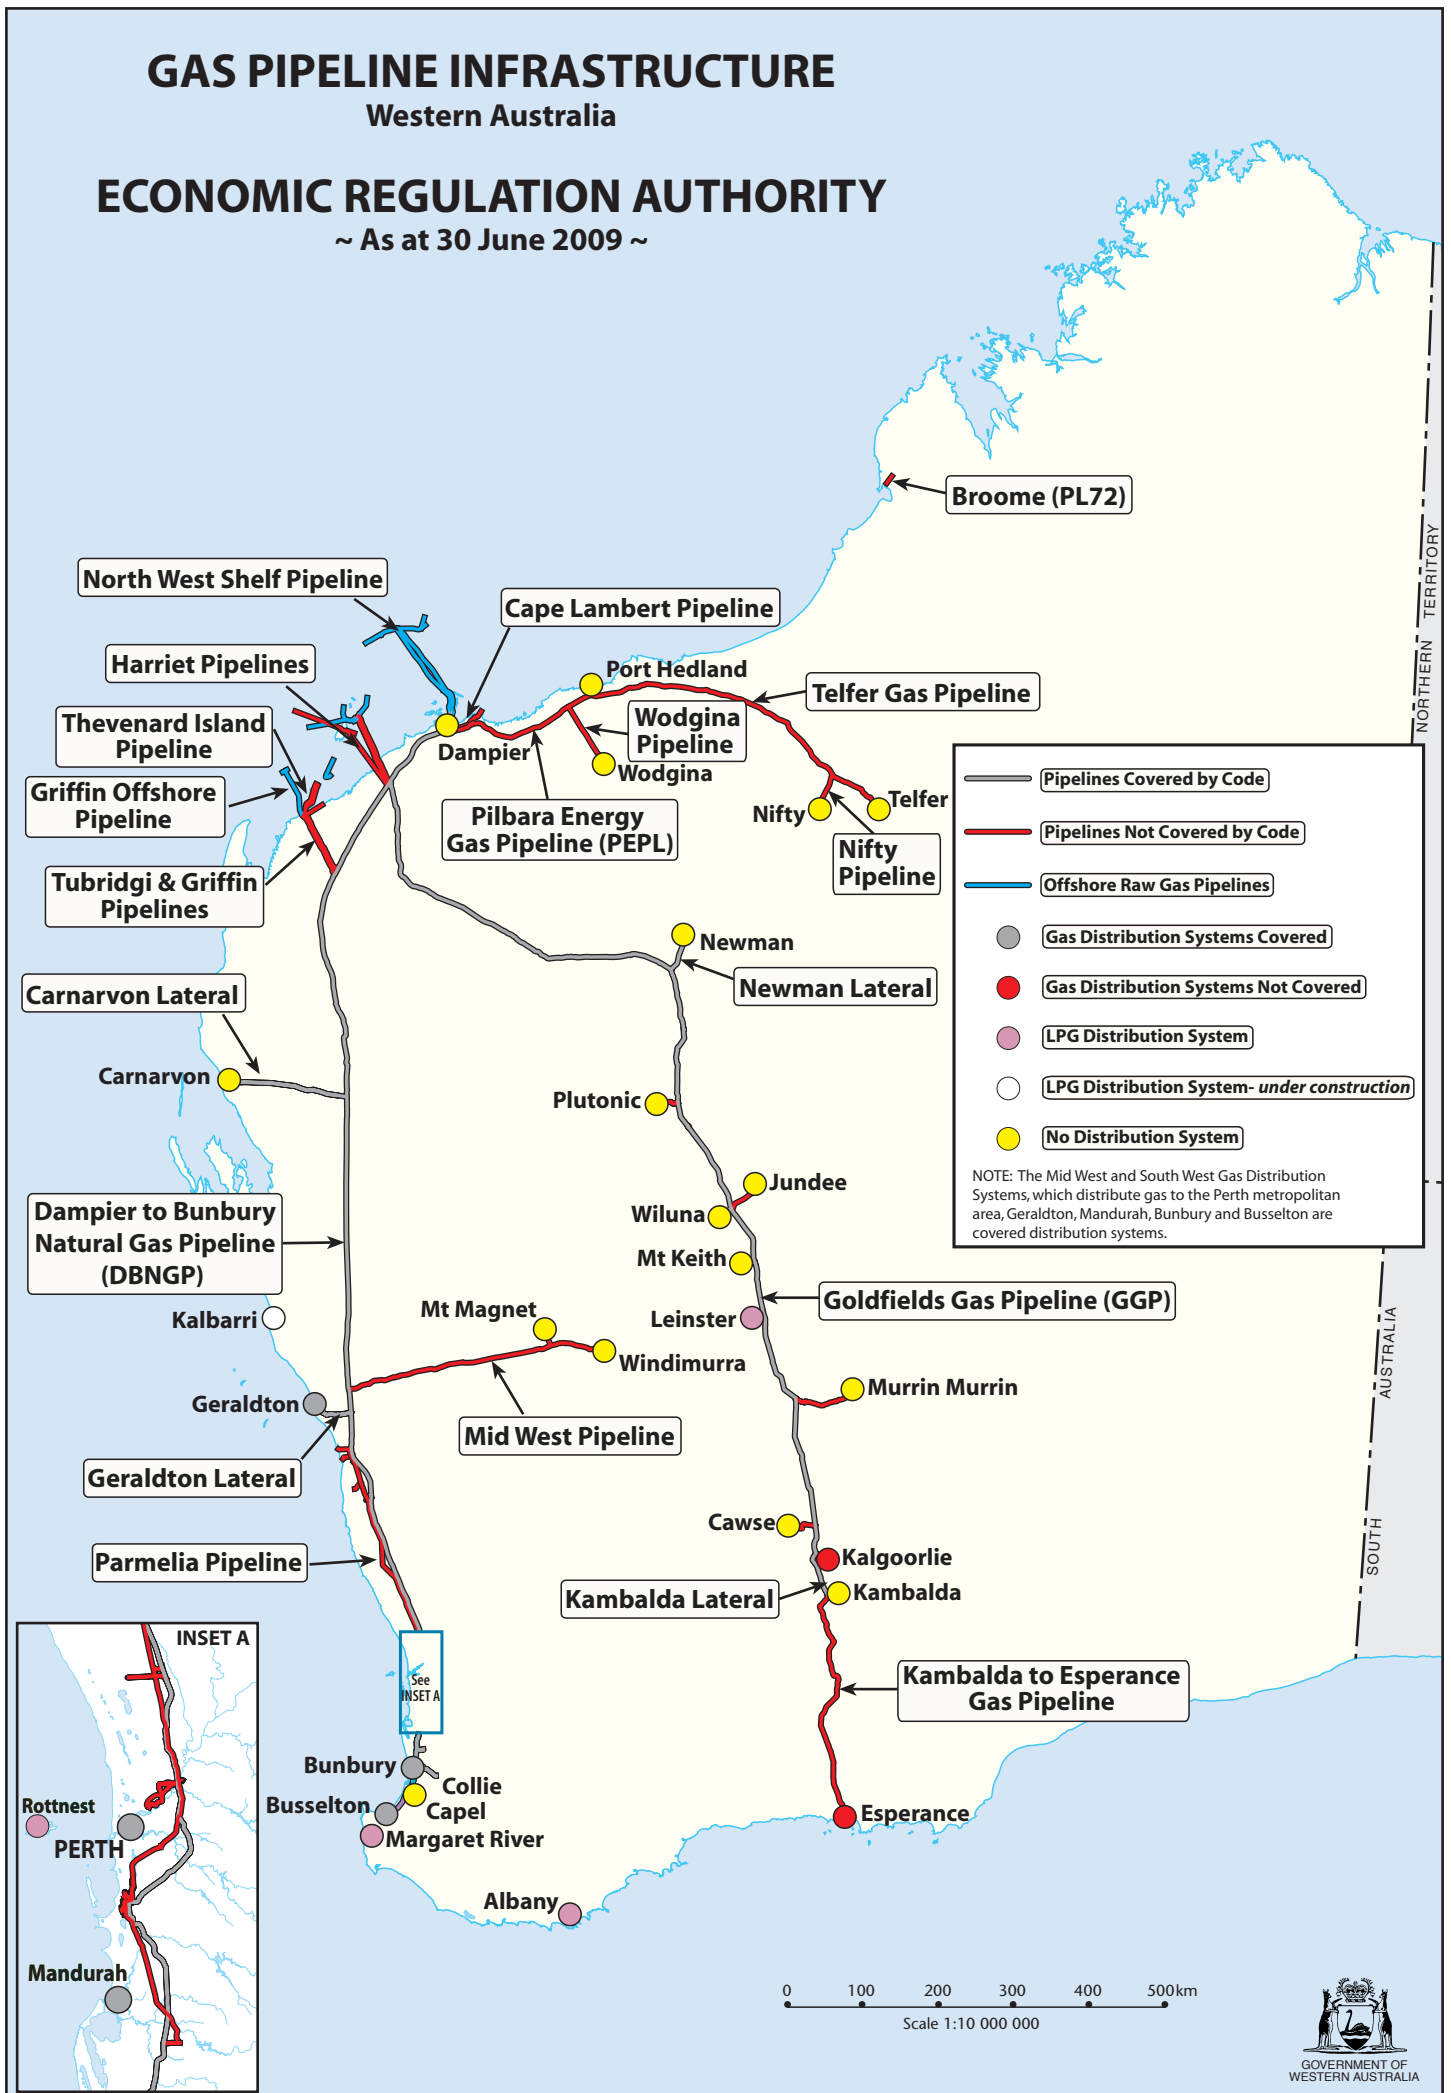 GAS PIPELINE INFRASTRUCTURE
Western Australia
ECONOMIC REGULATION AUTHORITY
~ As at 30 June 2009 ~
Broome (PL72)
North West Shelf Pipeline
Cape Lambert Pipeline
Harriet Pipelines
Port Hedland
Telfer Gas Pipeline
Thevenard Island
Pipeline
Wodgina
Pipeline
Dampier
Wodgina
Griffin Offshore
Pipeline
Pilbara Energy
Gas Pipeline (PEPL)
Nifty
Telfer
Nifty
Pipeline
Tubridgi & Griffin
Pipelines
Newman
Newman Lateral
Carnarvon Lateral
Carnarvon
Plutonic
Jundee
Wiluna
Mt Keith
Dampier to Bunbury
Natural Gas Pipeline
(DBNGP)
Goldfields Gas Pipeline (GGP)
Kalbarri
Mt Magnet
Leinster
Windimurra
Murrin Murrin
Geraldton
Mid West Pipeline
Geraldton Lateral
Cawse
Parmelia Pipeline
Kalgoorlie
Kambalda Lateral
Kambalda
Kambalda to Esperance
Gas Pipeline
See
INSET A
Bunbury
Collie
Busselton
Capel
Margaret River
Esperance
Albany
Pipelines Covered by Code
Pipelines Not Covered by Code
Offshore Raw Gas Pipelines
Gas Distribution Systems Covered
Gas Distribution Systems Not Covered
LPG Distribution System
LPG Distribution System- under construction
No Distribution System
NOTE: The Mid West and South West Gas Distribution
Systems, which distribute gas to the Perth metropolitan
area, Geraldton, Mandurah, Bunbury and Busselton are
covered distribution systems.
NORTHERN TERRITORY
SOUTH AUSTRALIA
INSET A
Rottnest
PERTH
Mandurah
0 100 200 300 400 500km
Scale 1:10 000 000
GOVERNMENT OF
WESTERN AUSTRALIA